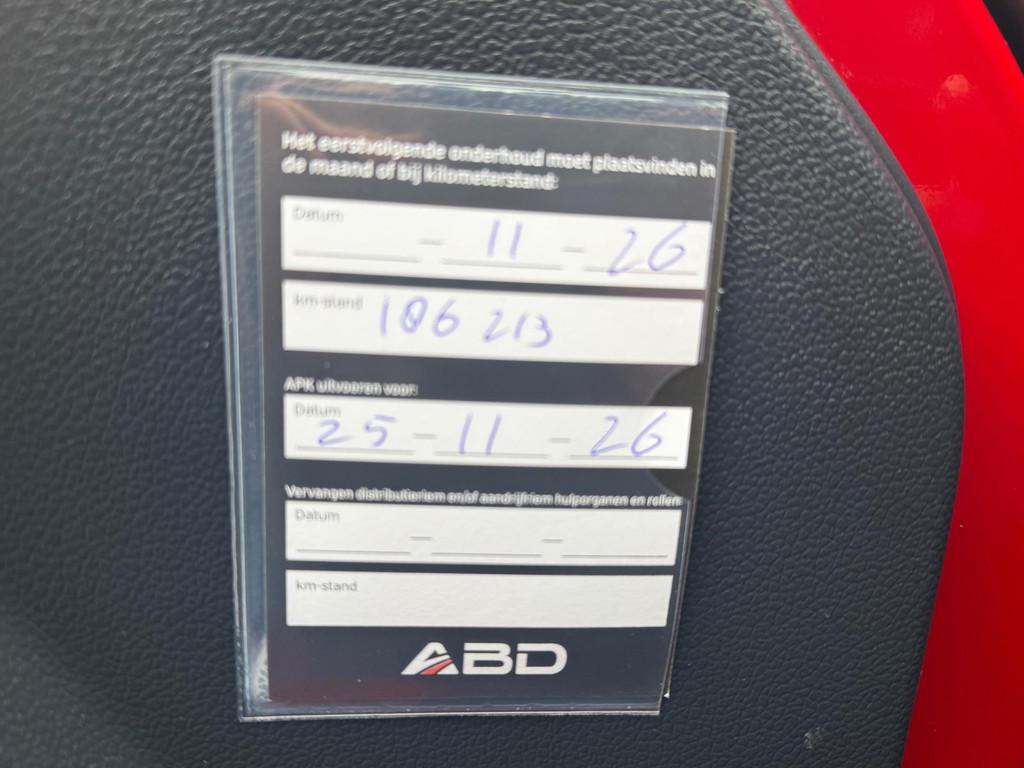 Het eerstvolgende onderhoud moet plaatsvinden in
de maand of bij kilometerstand:
Datum
- 11 - 26
km-stand 106 213
APK uitvoeren voor:
Datum
25 - 11 - 26
Vervangen distributieriem en/of aandrijfriem hulporganen en rollen
Datum
- -
km-stand
ABD